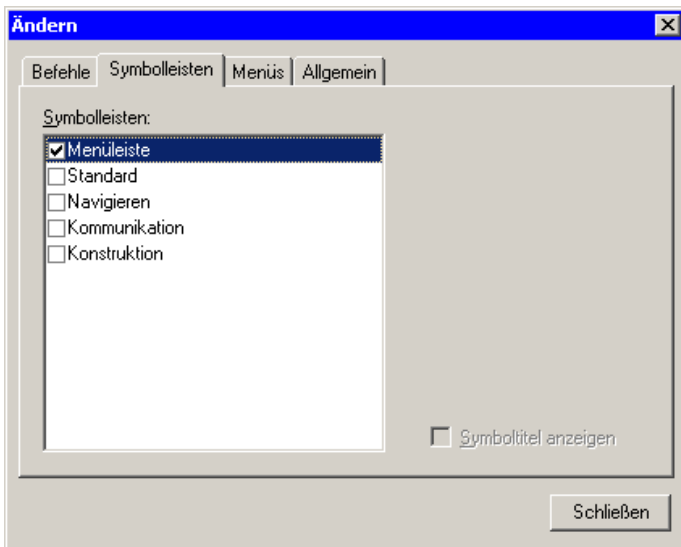 Ändern
Befehle Symbolleisten Menüs Allgemein
Symbolleisten:
Menüleiste
Standard
Navigieren
Kommunikation
Konstruktion
Symboltitel anzeigen
Schließen